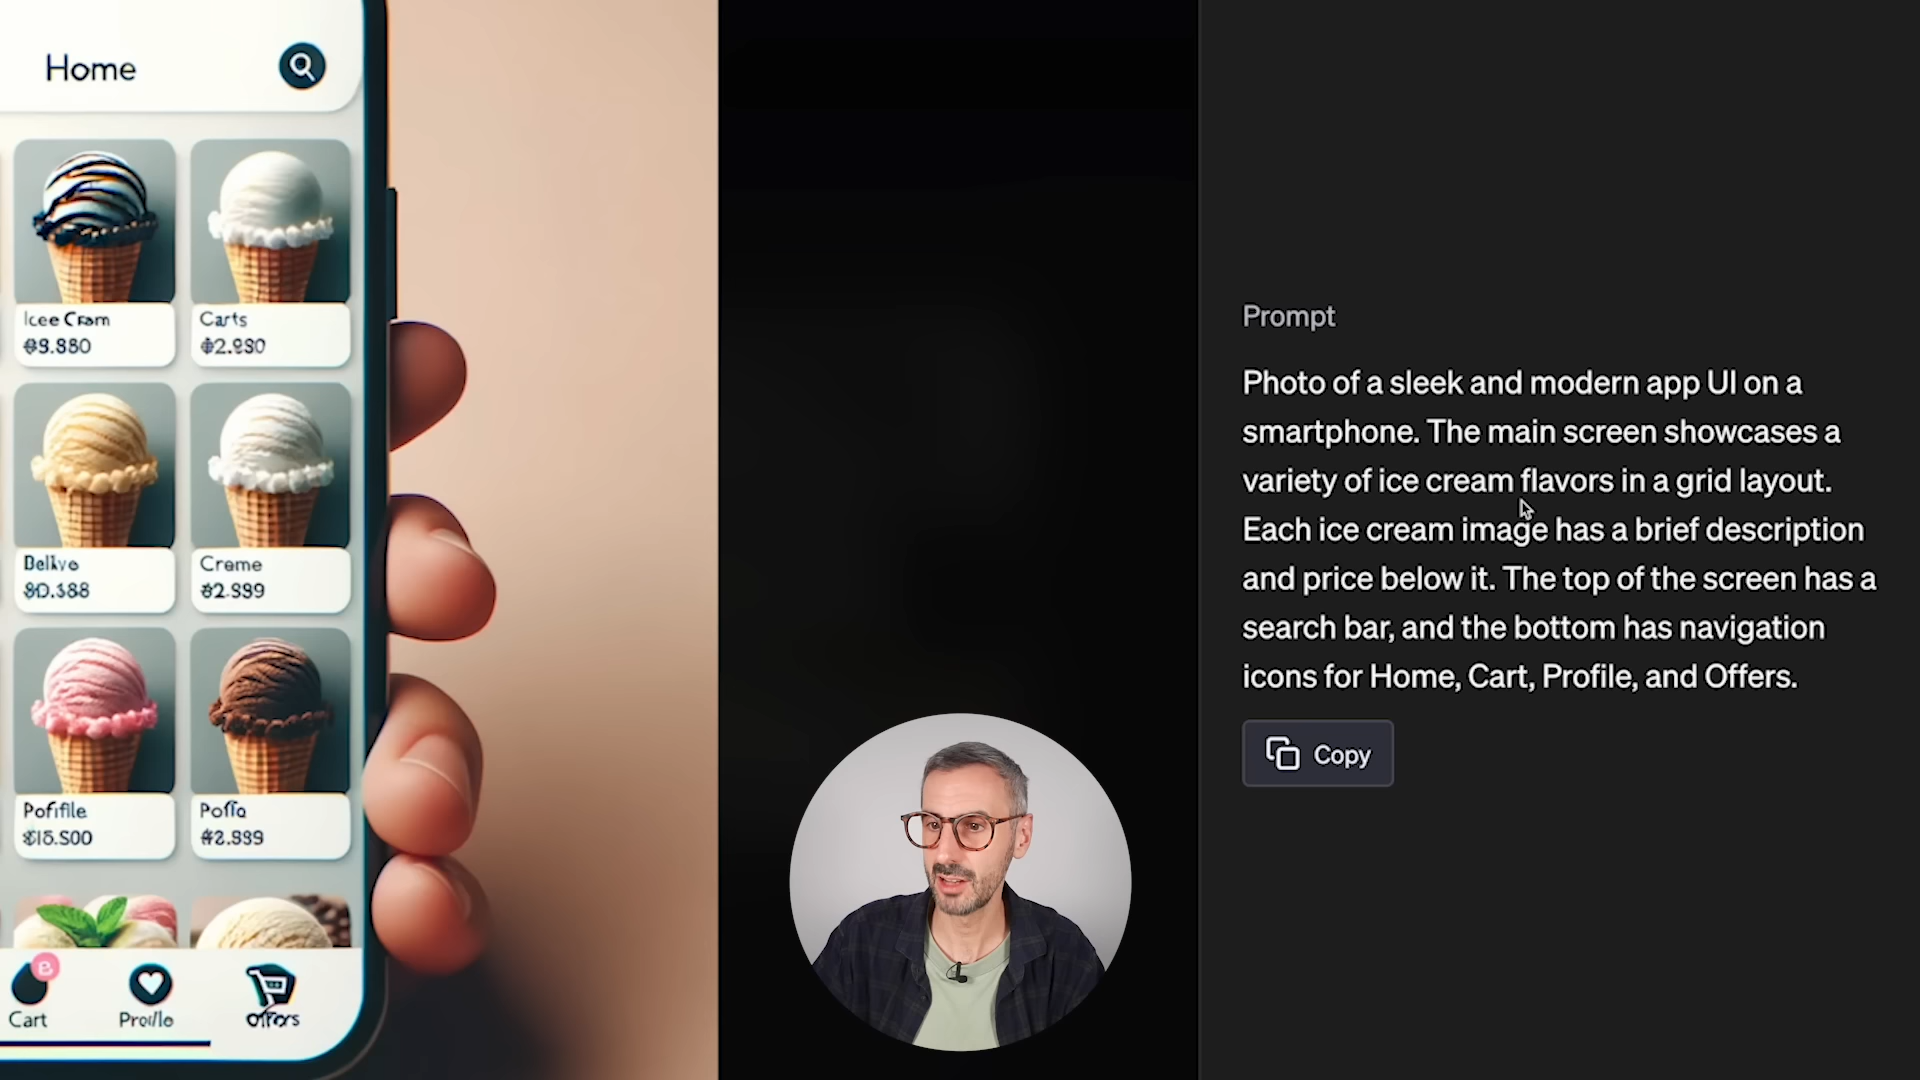 Home
Icee Cram
Carts
Bellve
Creme
Pofifile
Poffa
Cart
Offers
Prompt
Photo of a sleek and modern app UI on a
smartphone. The main screen showcases a
variety of ice cream flavors in a grid layout.
Each ice cream image has a brief description
and price below it. The top of the screen has a
search bar, and the bottom has navigation
icons for Home, Cart, Profile, and Offers.
Copy